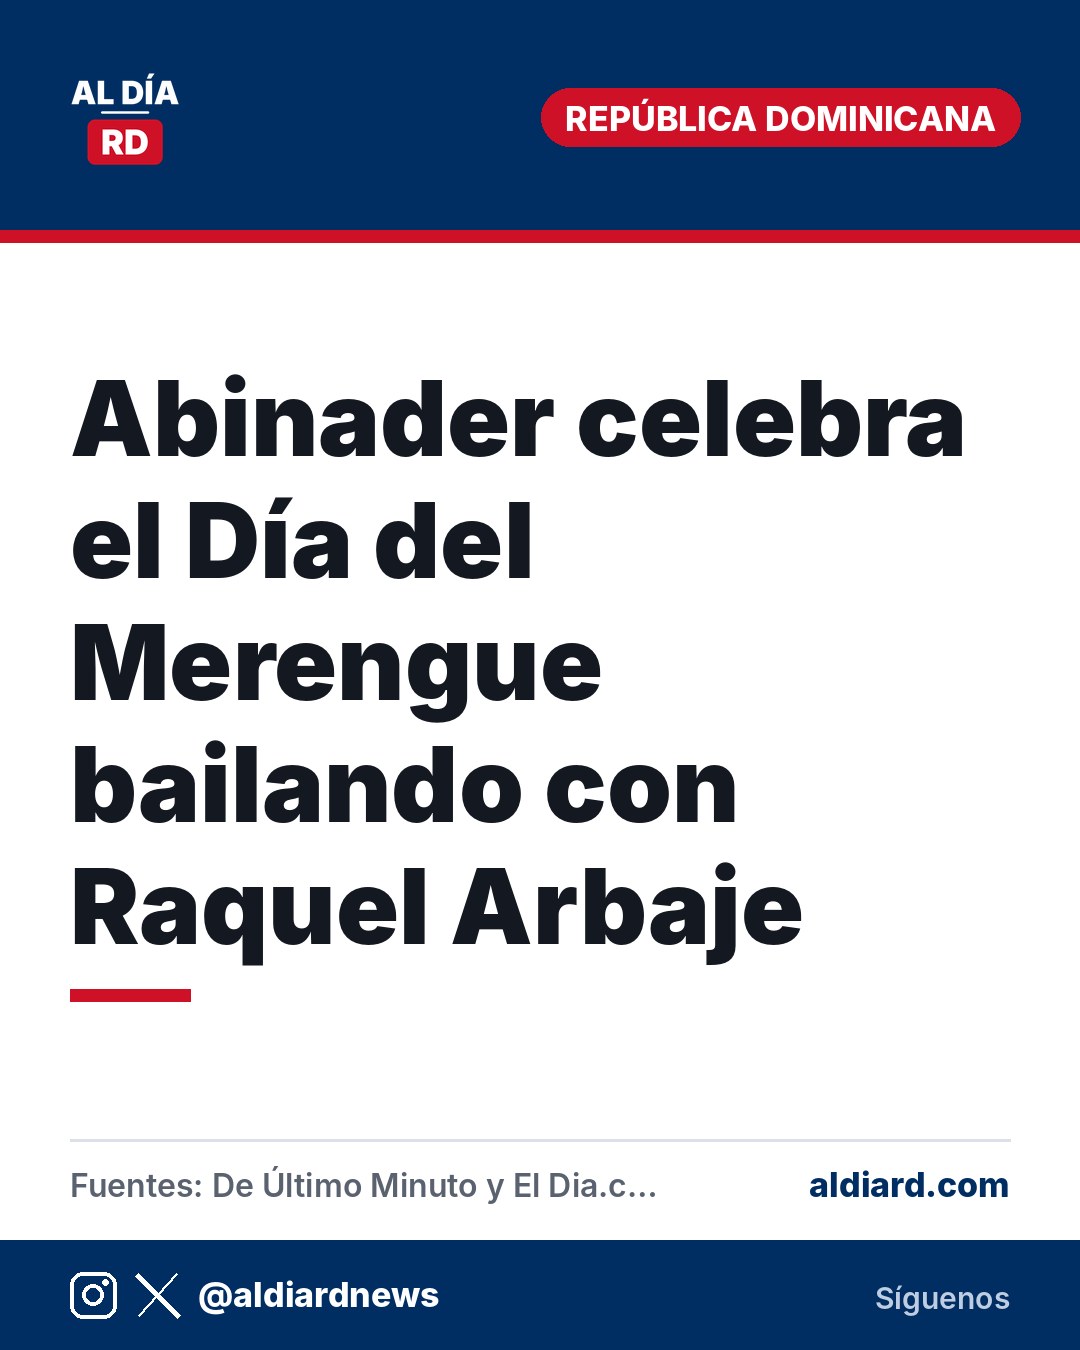 AL DÍA
RD
REPÚBLICA DOMINICANA
Abinader celebra
el Día del
Merengue
bailando con
Raquel Arbaje
Fuentes: De Último Minuto y El Dia.c...
aldiard.com
@aldiardnews
Síguenos